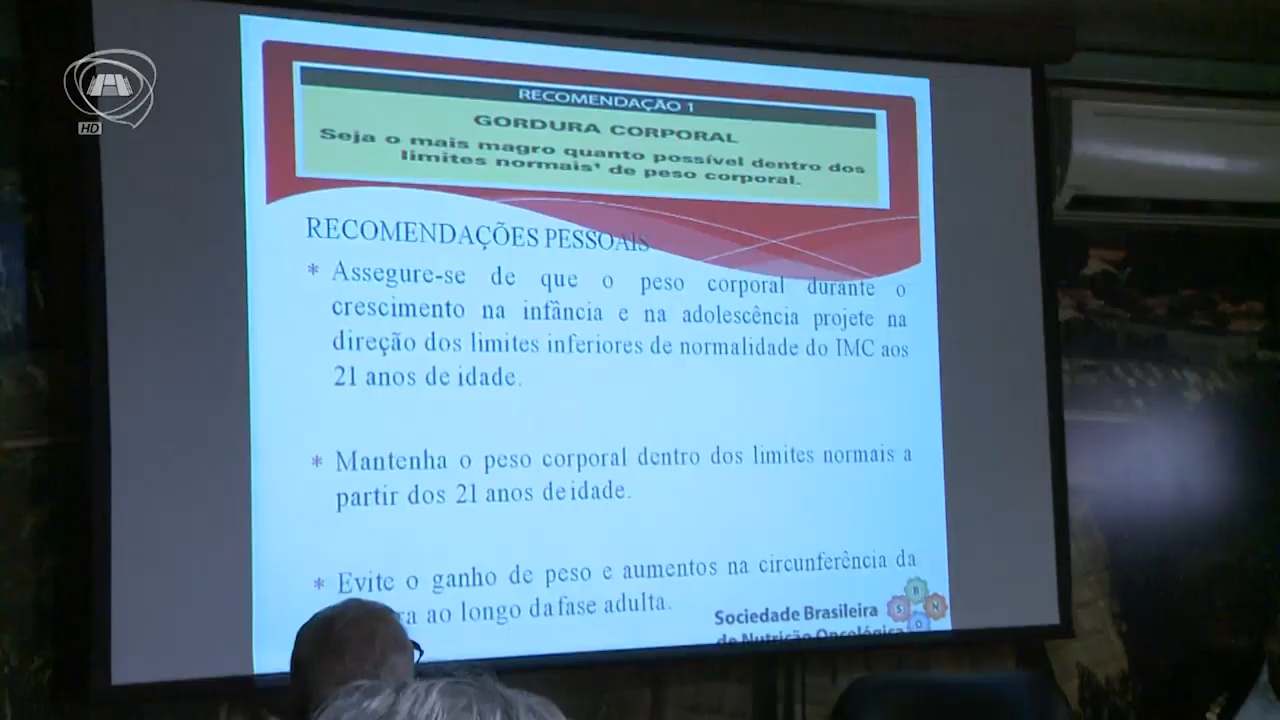 HD
RECOMENDAÇÃO 1
GORDURA CORPORAL
Seja o mais magro quanto possível dentro dos
limites normais¹ de peso corporal.
RECOMENDAÇÕES PESSOAIS
* Assegure-se de que o peso corporal durante o
crescimento na infância e na adolescência projete na
direção dos limites inferiores de normalidade do IMC aos
21 anos de idade.
* Mantenha o peso corporal dentro dos limites normais a
partir dos 21 anos de idade.
* Evite o ganho de peso e aumentos na circunferência da
ao longo da fase adulta.
Sociedade Brasileira
de Nutrição Oncológica
B
S N
O